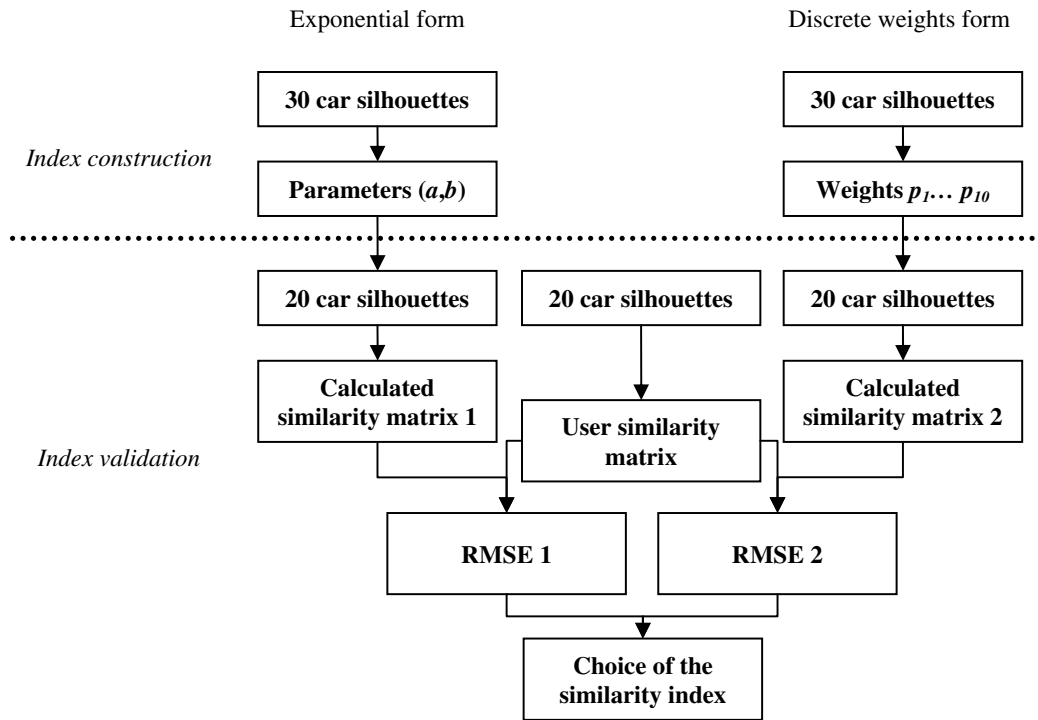 Exponential form
Discrete weights form
30 car silhouettes
30 car silhouettes
Index construction
Parameters (a,b)
Weights p1… p10
20 car silhouettes
20 car silhouettes
20 car silhouettes
Calculated
similarity matrix 1
User similarity
matrix
Calculated
similarity matrix 2
Index validation
RMSE 1
RMSE 2
Choice of the
similarity index